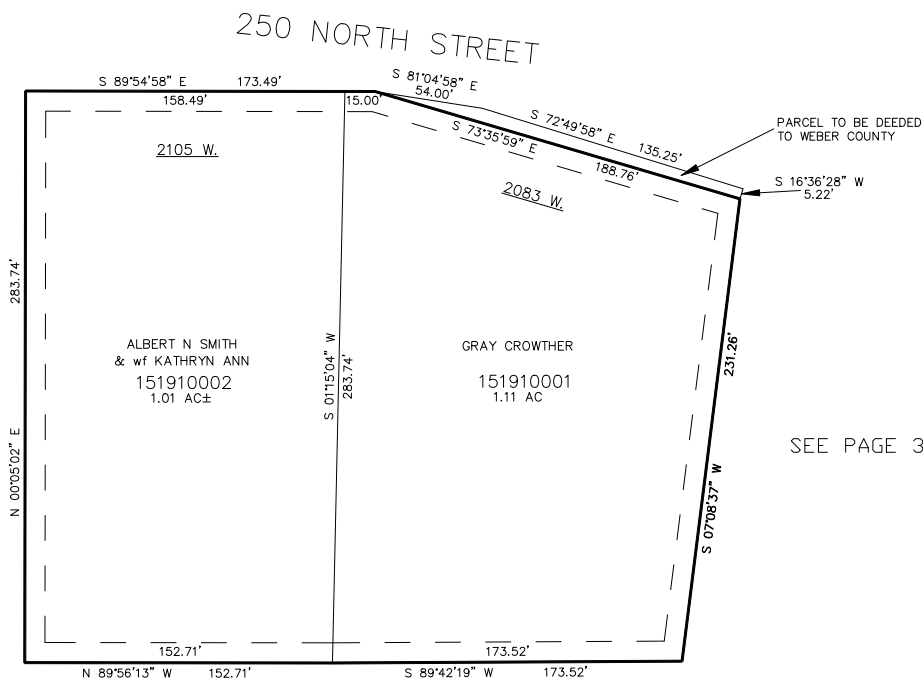 250 NORTH STREET
S 89°54'58" E 173.49'
158.49'
15.00'
S 81°04'58" E
54.00'
S 72°49'58" E 135.25'
S 73°35'59" E 188.76'
PARCEL TO BE DEEDED
TO WEBER COUNTY
S 16°36'28" W
5.22'
2105 W.
2083 W.
N 00°05'02" E 283.74'
ALBERT N SMITH
& wf KATHRYN ANN
151910002
1.01 AC±
S 01°15'04" W
283.74'
GRAY CROWTHER
151910001
1.11 AC
S 07°08'37" W 231.26'
SEE PAGE 3
152.71'
173.52'
N 89°56'13" W 152.71'
S 89°42'19" W 173.52'